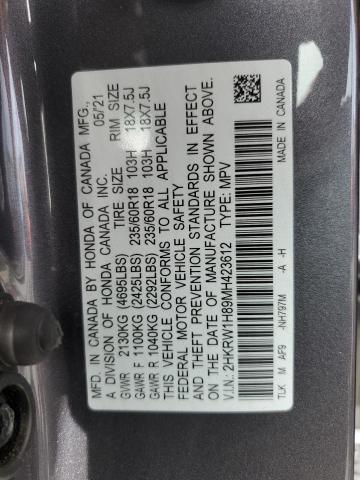 MFD. IN CANADA BY HONDA OF CANADA MFG.,
A DIVISION OF HONDA CANADA INC. 05/'21
GVWR 2130KG (4695LBS) TIRE SIZE RIM SIZE
GAWR F 1100KG (2425LBS) 235/60R18 103H 18X7.5J
GAWR R 1040KG (2292LBS) 235/60R18 103H 18X7.5J
THIS VEHICLE CONFORMS TO ALL APPLICABLE
FEDERAL MOTOR VEHICLE SAFETY
AND THEFT PREVENTION STANDARDS IN EFFECT
ON THE DATE OF MANUFACTURE SHOWN ABOVE.
V.I.N.: 2HKRW1H89MH423612 TYPE: MPV
TLK M AP9 -NH797M -A -H MADE IN CANADA